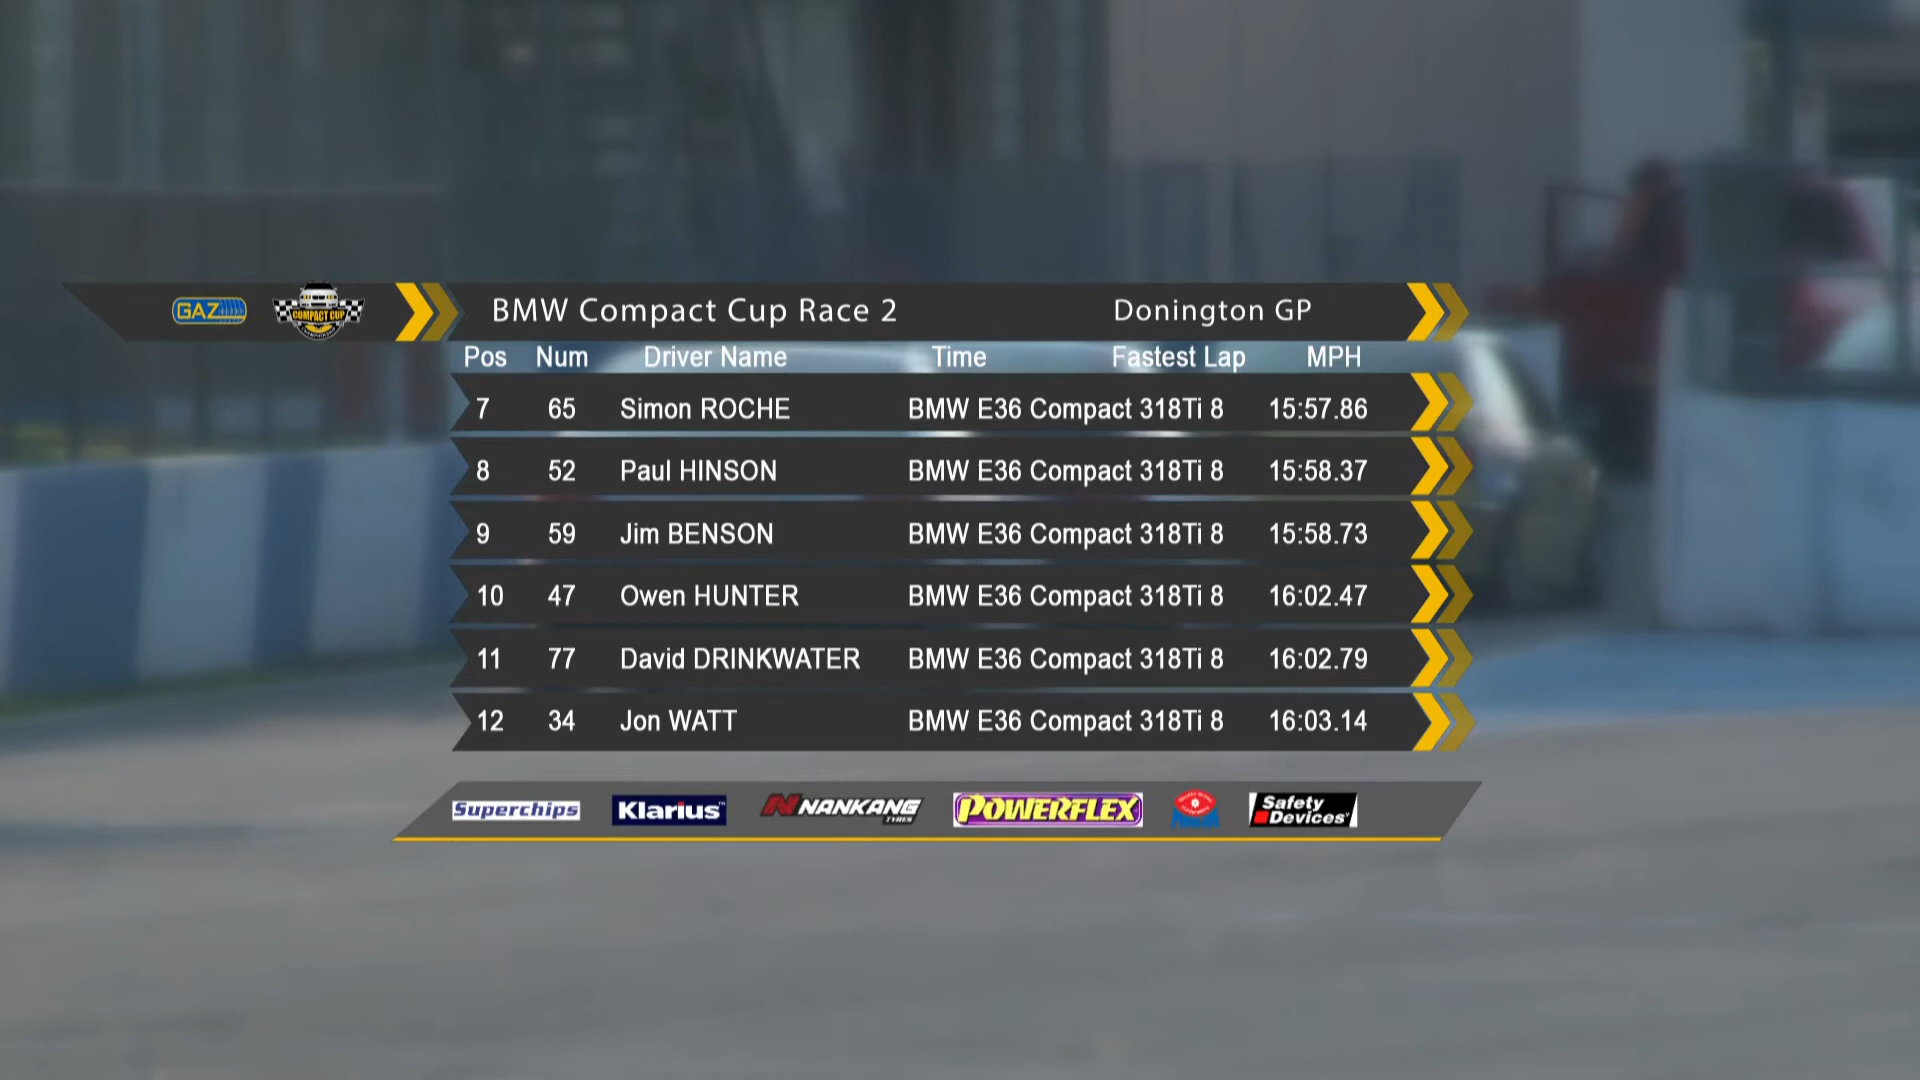 GAZ
COMPACT CUP
BMW Compact Cup Race 2 Donington GP
Pos Num Driver Name Time Fastest Lap MPH
7 65 Simon ROCHE BMW E36 Compact 318Ti 8 15:57.86
8 52 Paul HINSON BMW E36 Compact 318Ti 8 15:58.37
9 59 Jim BENSON BMW E36 Compact 318Ti 8 15:58.73
10 47 Owen HUNTER BMW E36 Compact 318Ti 8 16:02.47
11 77 David DRINKWATER BMW E36 Compact 318Ti 8 16:02.79
12 34 Jon WATT BMW E36 Compact 318Ti 8 16:03.14
Superchips Klarius™ NANKANG TYRES POWERFLEX Safety Devices